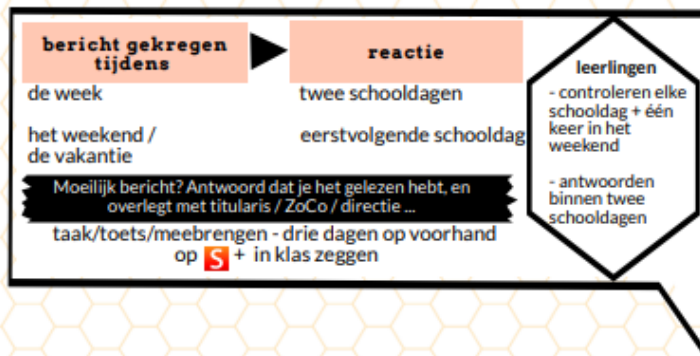 bericht gekregen
tijdens
reactie
de week
twee schooldagen
het weekend /
de vakantie
eerstvolgende schooldag
Moeilijk bericht? Antwoord dat je het gelezen hebt, en
overlegt met titularis / ZoCo / directie ...
taak/toets/meebrengen - drie dagen op voorhand
op S + in klas zeggen
leerlingen
- controleren elke
schooldag + één
keer in het
weekend
- antwoorden
binnen twee
schooldagen